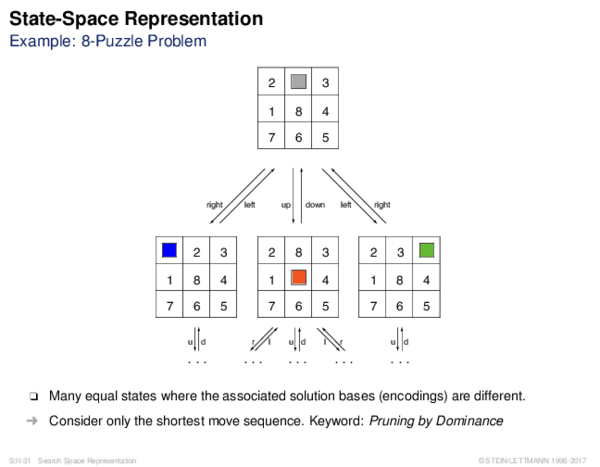 State-Space Representation
Example: 8-Puzzle Problem
2 3
1 8 4
7 6 5
right left up down left right
2 3 2 8 3 2 3
1 8 4 1 4 1 8 4
7 6 5 7 6 5 7 6 5
u d r l u d l r u d
. . . . . . . . . . . . . . .
❑ Many equal states where the associated solution bases (encodings) are different.
➜ Consider only the shortest move sequence. Keyword: Pruning by Dominance
S:II-31 Search Space Representation ©STEIN/LETTMANN 1998-2017